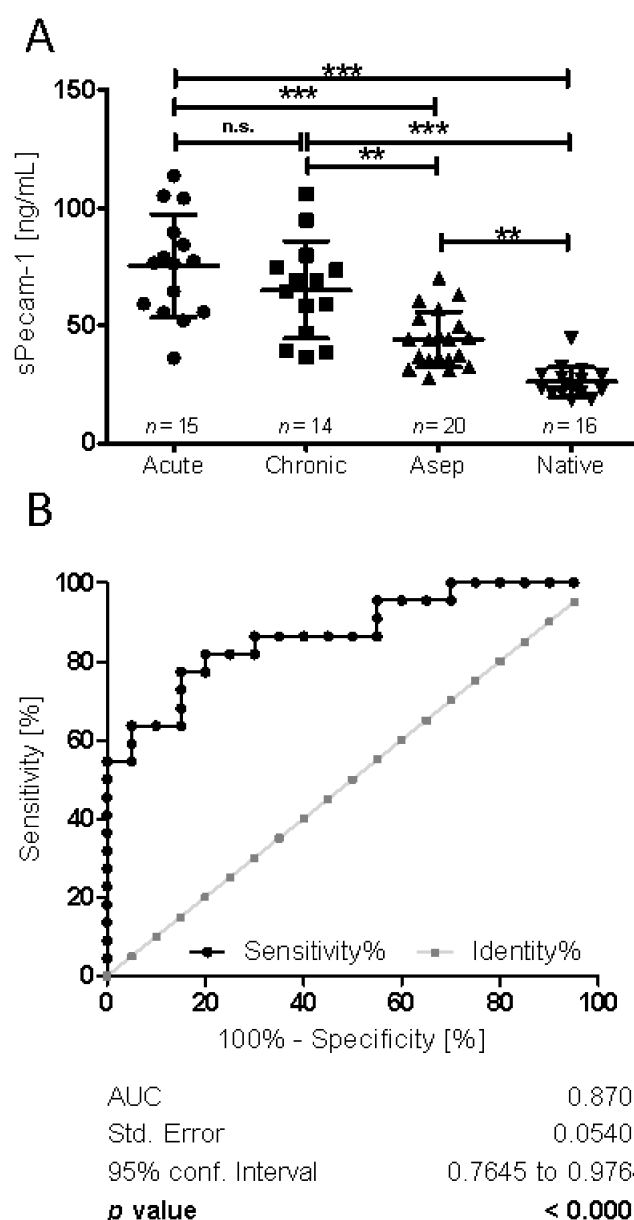 A
***
150
***
n.s.
***
**
100
**
50
0
sPecam-1 [ng/mL]
n = 15 n = 14 n = 20 n = 16
Acute Chronic Asep Native
B
100
80
60
40
20
0
Sensitivity [%]
Sensitivity% Identity%
0 20 40 60 80 100
100% - Specificity [%]
AUC 0.870
Std. Error 0.0540
95% conf. Interval 0.7645 to 0.976
p value < 0.000